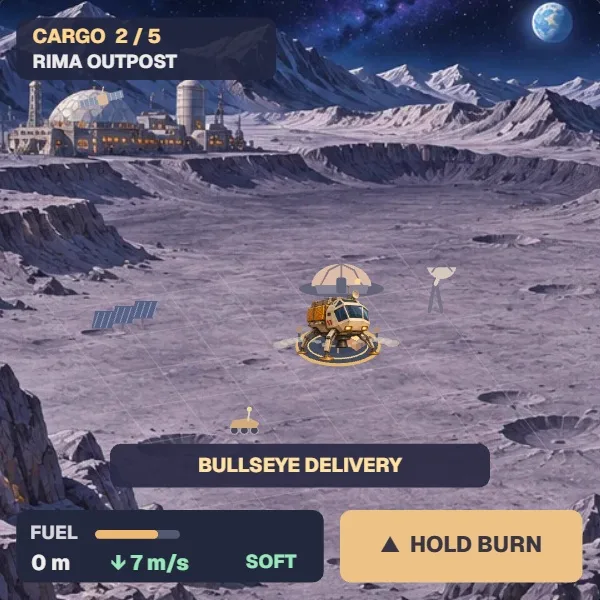 CARGO 2 / 5
RIMA OUTPOST
BULLSEYE DELIVERY
FUEL
0 m ↓ 7 m/s SOFT
▲ HOLD BURN